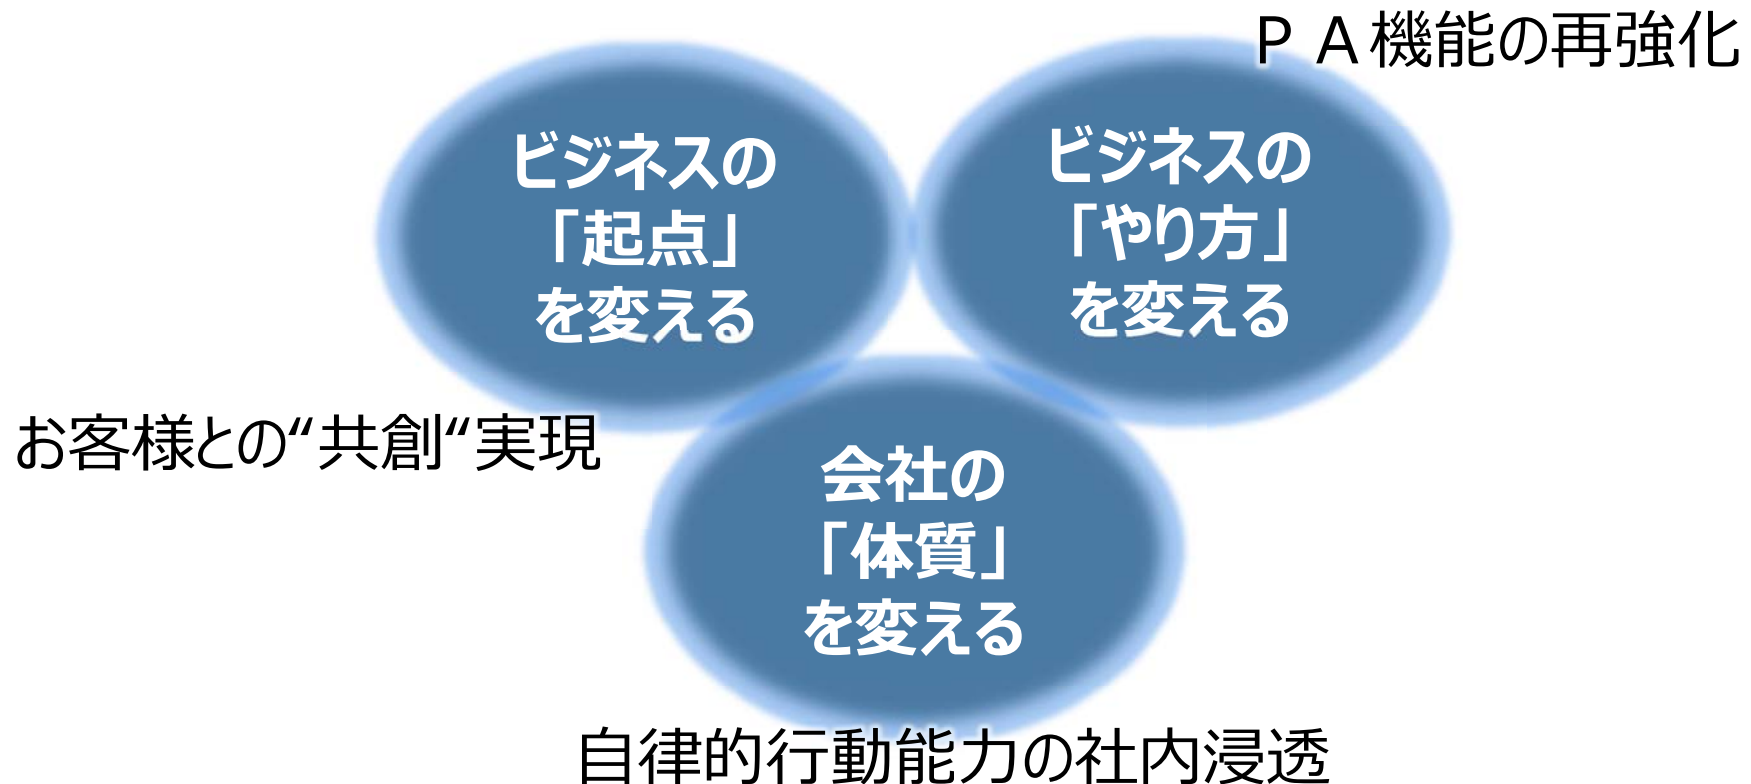 ＰＡ機能の再強化
ビジネスの
「起点」
を変える
ビジネスの
「やり方」
を変える
お客様との“共創“実現
会社の
「体質」
を変える
自律的行動能力の社内浸透